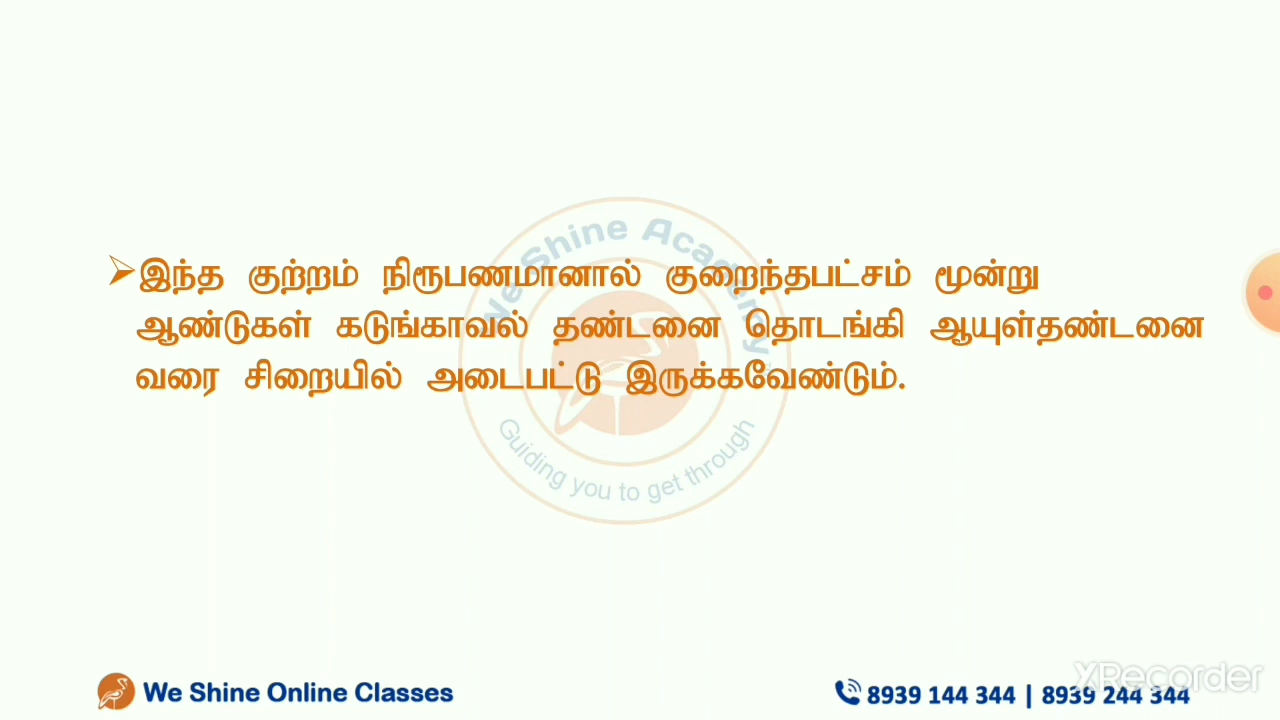 ➢இந்த குற்றம் நிரூபணமானால் குறைந்தபட்சம் மூன்று
ஆண்டுகள் கடுங்காவல் தண்டனை தொடங்கி ஆயுள்தண்டனை
வரை சிறையில் அடைபட்டு இருக்கவேண்டும்.
We Shine Academy
Guiding you to get through
We Shine Online Classes
8939 144 344 | 8939 244 344
XRecorder